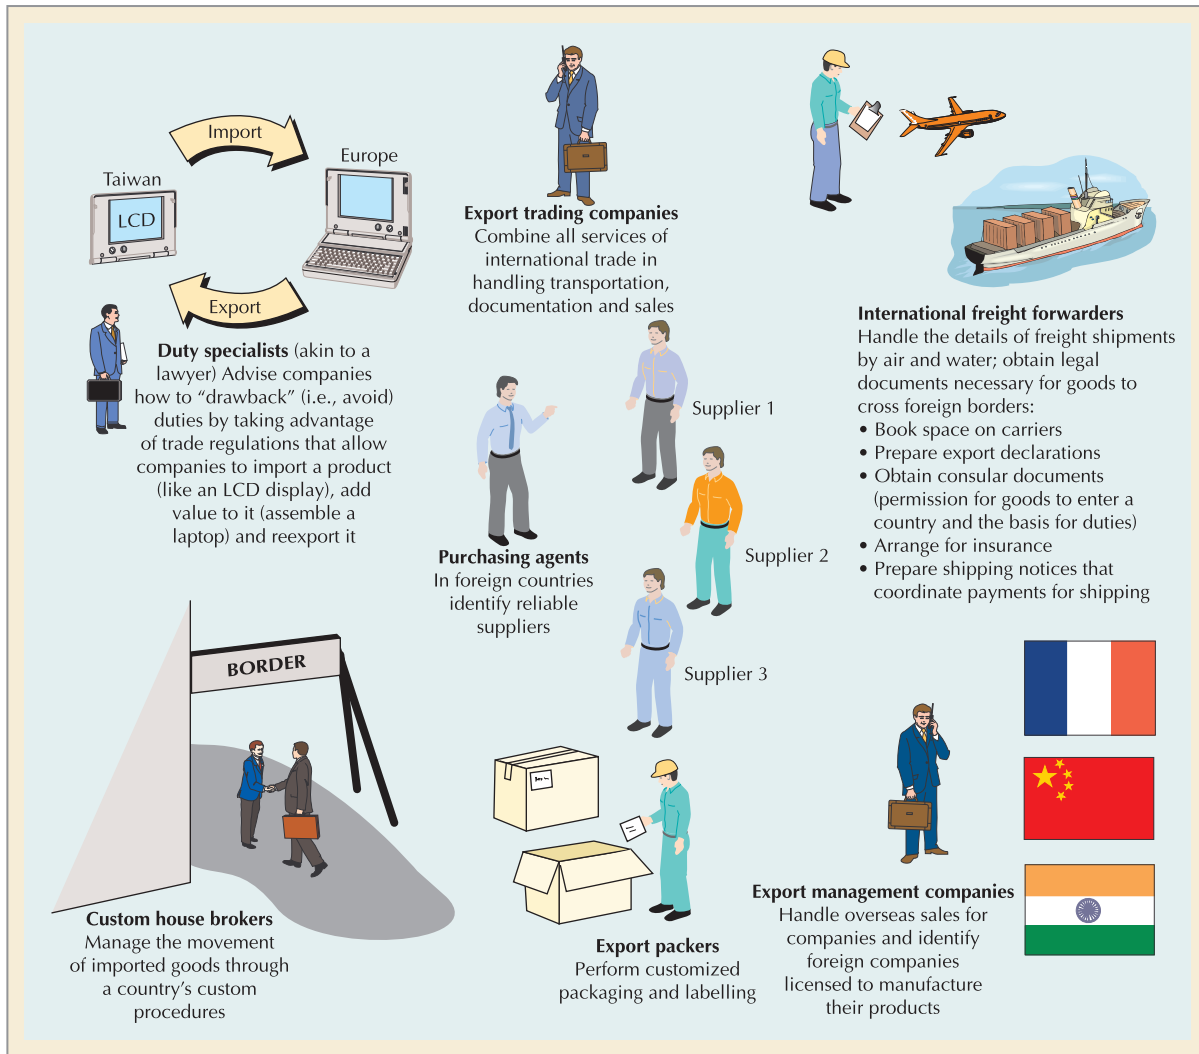 Import
Europe
Taiwan
LCD
Export
Duty specialists (akin to a
lawyer) Advise companies
how to “drawback” (i.e., avoid)
duties by taking advantage
of trade regulations that allow
companies to import a product
(like an LCD display), add
value to it (assemble a
laptop) and reexport it
Export trading companies
Combine all services of
international trade in
handling transportation,
documentation and sales
International freight forwarders
Handle the details of freight shipments
by air and water; obtain legal
documents necessary for goods to
cross foreign borders:
• Book space on carriers
• Prepare export declarations
• Obtain consular documents
(permission for goods to enter a
country and the basis for duties)
• Arrange for insurance
• Prepare shipping notices that
coordinate payments for shipping
Supplier 1
Supplier 2
Supplier 3
Purchasing agents
In foreign countries
identify reliable
suppliers
BORDER
Custom house brokers
Manage the movement
of imported goods through
a country’s custom
procedures
Export packers
Perform customized
packaging and labelling
Export management companies
Handle overseas sales for
companies and identify
foreign companies
licensed to manufacture
their products